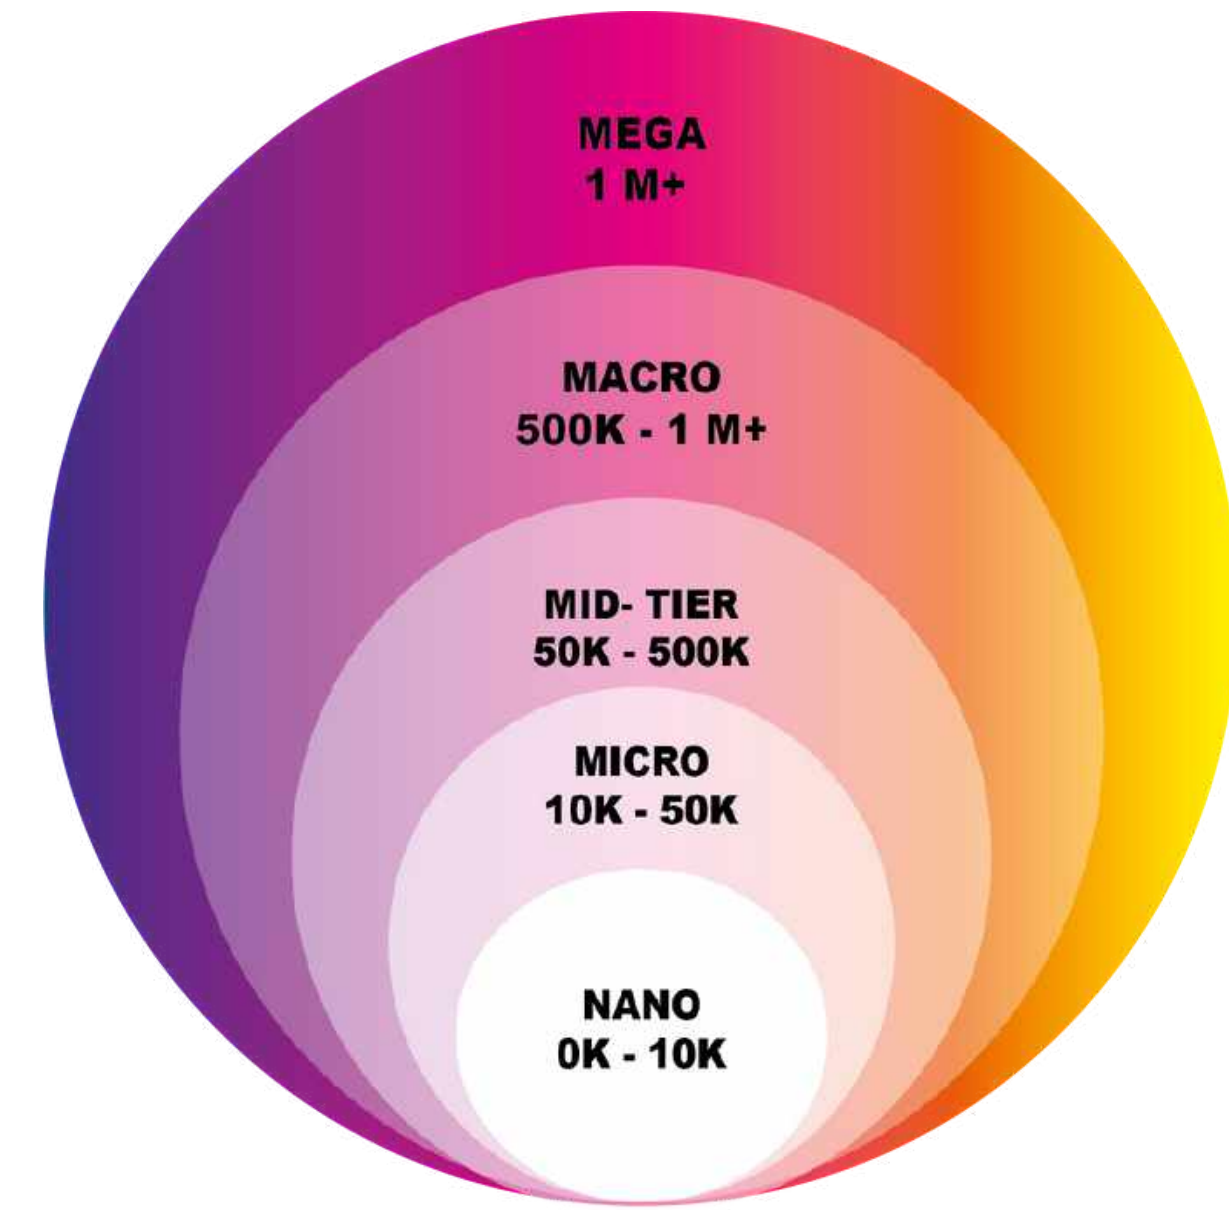 MEGA
1 M+
MACRO
500K - 1 M+
MID- TIER
50K - 500K
MICRO
10K - 50K
NANO
0K - 10K